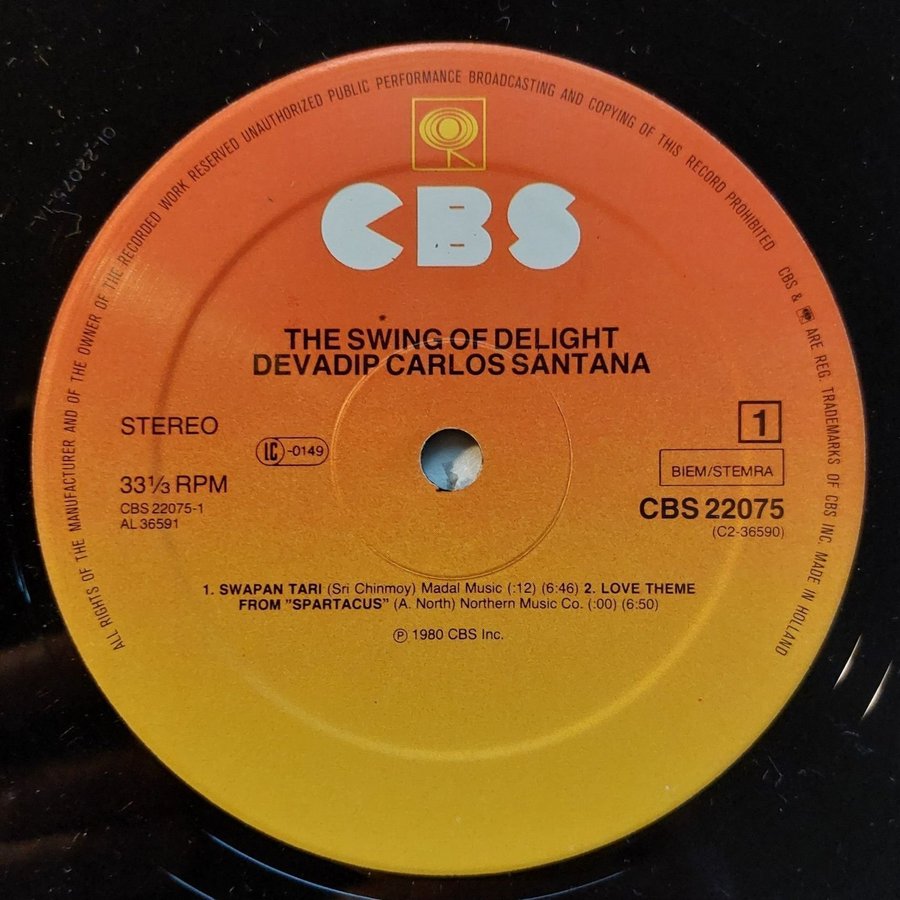 ALL RIGHTS OF THE MANUFACTURER AND OF THE OWNER OF THE RECORDED WORK RESERVED UNAUTHORIZED PUBLIC PERFORMANCE BROADCASTING AND COPYING OF THIS RECORD PROHIBITED
CBS & ARE REG. TRADEMARKS OF CBS INC. MADE IN HOLLAND
CBS
THE SWING OF DELIGHT
DEVADIP CARLOS SANTANA
STEREO
LC-0149
1
BIEM/STEMRA
33⅓ RPM
CBS 22075
CBS 22075-1
(C2-36590)
AL 36591
1. SWAPAN TARI (Sri Chinmoy) Madal Music (:12) (6:46) 2. LOVE THEME
FROM "SPARTACUS" (A. North) Northern Music Co. (:00) (6:50)
℗ 1980 CBS Inc.